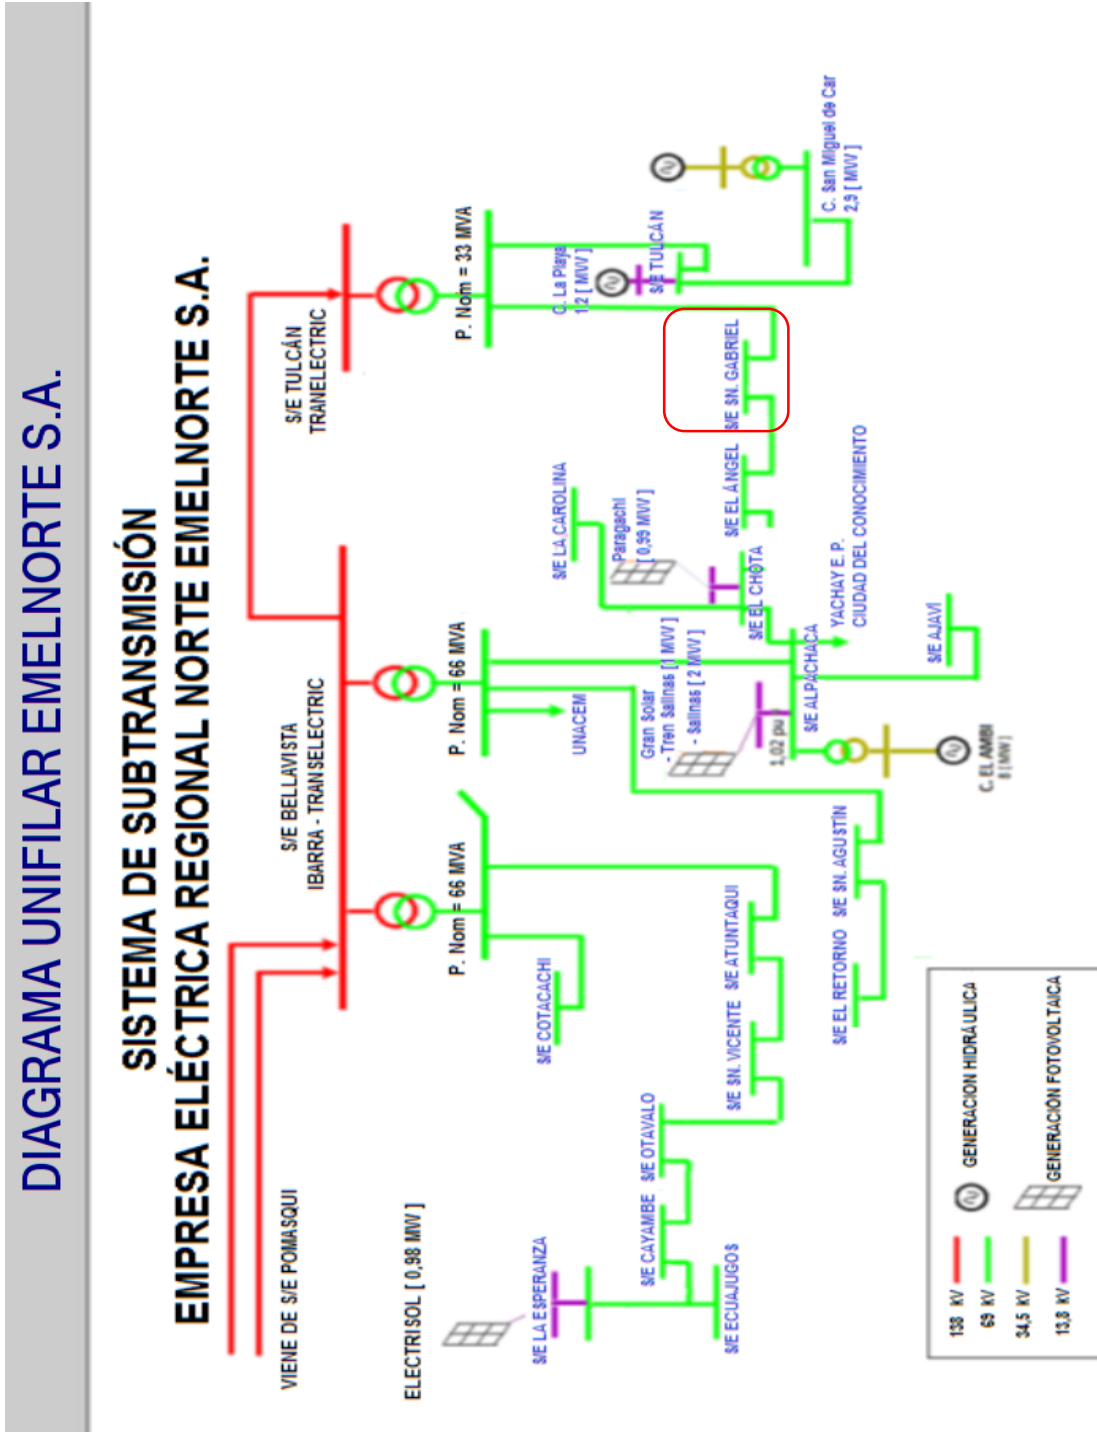 DIAGRAMA UNIFILAR EMELNORTE S.A.
SISTEMA DE SUBTRANSMISIÓN
EMPRESA ELÉCTRICA REGIONAL NORTE EMELNORTE S.A.
VIENE DE S/E POMASQUI
S/E BELLAVISTA
IBARRA - TRANSELECTRIC
S/E TULCÁN
TRANELECTRIC
P. Nom = 66 MVA
P. Nom = 66 MVA
P. Nom = 33 MVA
ELECTRISOL [ 0,98 MW ]
S/E LA ESPERANZA
S/E COTACACHI
UNACEM
S/E LA CAROLINA
C. La Playa
1,2 [ MW ]
Paragachi
[ 0,99 MW ]
Gran Solar
- Tren Salinas [1 MW ]
- Salinas [ 2 MW ]
S/E TULCÁN
S/E CAYAMBE
S/E OTAVALO
S/E ECUAJUGOS
S/E SN. VICENTE
S/E ATUNTAQUI
S/E EL CHOTA
S/E EL ÁNGEL
S/E SN. GABRIEL
1,02 pu
S/E ALPACHACA
YACHAY E. P.
CIUDAD DEL CONOCIMIENTO
C. San Miguel de Car
2,9 [ MW ]
S/E EL RETORNO
S/E SN. AGUSTÍN
S/E AJAVÍ
C. EL AMBI
8 [MW]
138 KV
69 KV
34,5 KV
13,8 KV
GENERACION HIDRÁULICA
GENERACIÓN FOTOVOLTAICA